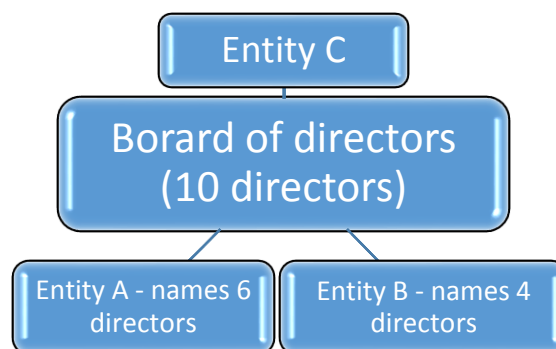 Entity C
Borard of directors
(10 directors)
Entity A - names 6
directors
Entity B - names 4
directors